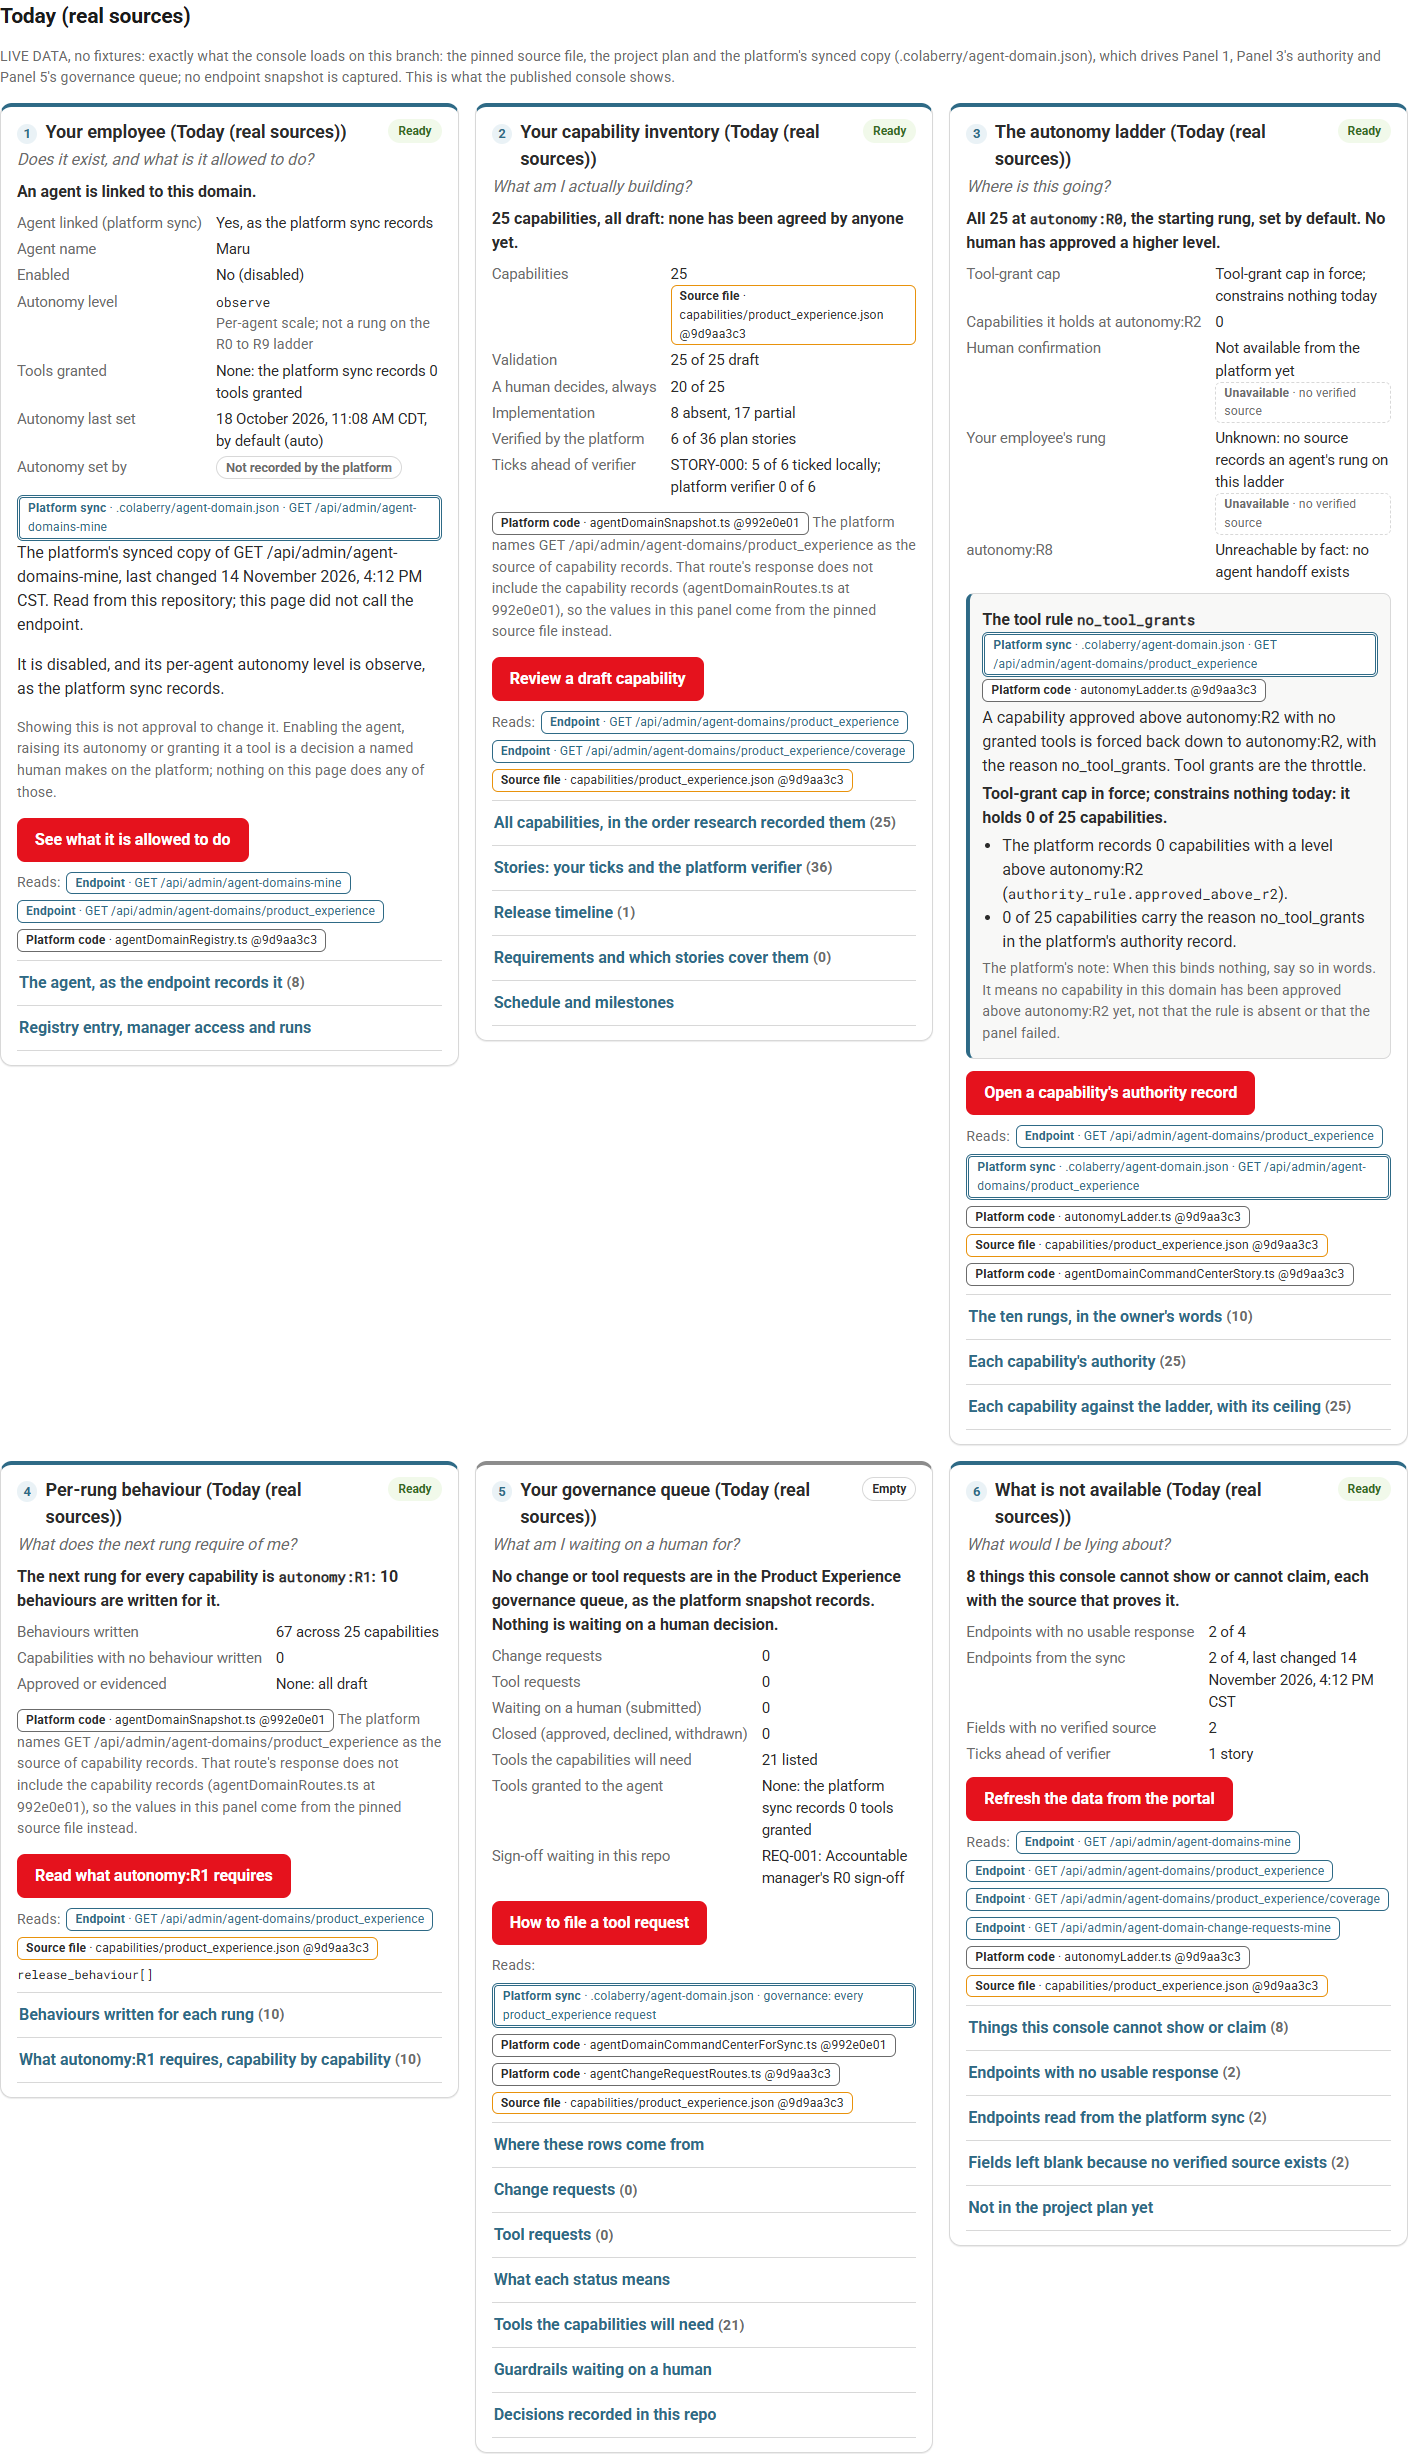 Today (real sources)
LIVE DATA, no fixtures: exactly what the console loads on this branch: the pinned source file, the project plan and the platform's synced copy (.colaberry/agent-domain.json), which drives Panel 1, Panel 3's authority and
Panel 5's governance queue; no endpoint snapshot is captured. This is what the published console shows.
1 Your employee (Today (real sources)) Ready
Does it exist, and what is it allowed to do?
An agent is linked to this domain.
Agent linked (platform sync) Yes, as the platform sync records
Agent name Maru
Enabled No (disabled)
Autonomy level observe
Per-agent scale; not a rung on the
R0 to R9 ladder
Tools granted None: the platform sync records 0
tools granted
Autonomy last set 18 October 2026, 11:08 AM CDT,
by default (auto)
Autonomy set by Not recorded by the platform
Platform sync · .colaberry/agent-domain.json · GET /api/admin/agent-
domains-mine
The platform's synced copy of GET /api/admin/agent-
domains-mine, last changed 14 November 2026, 4:12 PM
CST. Read from this repository; this page did not call the
endpoint.
It is disabled, and its per-agent autonomy level is observe,
as the platform sync records.
Showing this is not approval to change it. Enabling the agent,
raising its autonomy or granting it a tool is a decision a named
human makes on the platform; nothing on this page does any of
those.
See what it is allowed to do
Reads: Endpoint · GET /api/admin/agent-domains-mine
Endpoint · GET /api/admin/agent-domains/product_experience
Platform code · agentDomainRegistry.ts @9d9aa3c3
The agent, as the endpoint records it (8)
Registry entry, manager access and runs
2 Your capability inventory (Today (real Ready
sources))
What am I actually building?
25 capabilities, all draft: none has been agreed by anyone
yet.
Capabilities 25
Source file ·
capabilities/product_experience.json
@9d9aa3c3
Validation 25 of 25 draft
A human decides, always 20 of 25
Implementation 8 absent, 17 partial
Verified by the platform 6 of 36 plan stories
Ticks ahead of verifier STORY-000: 5 of 6 ticked locally;
platform verifier 0 of 6
Platform code · agentDomainSnapshot.ts @992e0e01 The platform
names GET /api/admin/agent-domains/product_experience as the
source of capability records. That route's response does not
include the capability records (agentDomainRoutes.ts at
992e0e01), so the values in this panel come from the pinned
source file instead.
Review a draft capability
Reads: Endpoint · GET /api/admin/agent-domains/product_experience
Endpoint · GET /api/admin/agent-domains/product_experience/coverage
Source file · capabilities/product_experience.json @9d9aa3c3
All capabilities, in the order research recorded them (25)
Stories: your ticks and the platform verifier (36)
Release timeline (1)
Requirements and which stories cover them (0)
Schedule and milestones
3 The autonomy ladder (Today (real Ready
sources))
Where is this going?
All 25 at autonomy:R0, the starting rung, set by default. No
human has approved a higher level.
Tool-grant cap Tool-grant cap in force;
constrains nothing today
Capabilities it holds at autonomy:R2 0
Human confirmation Not available from the
platform yet
Unavailable · no verified
source
Your employee's rung Unknown: no source
records an agent's rung on
this ladder
Unavailable · no verified
source
autonomy:R8 Unreachable by fact: no
agent handoff exists
The tool rule no_tool_grants
Platform sync · .colaberry/agent-domain.json · GET
/api/admin/agent-domains/product_experience
Platform code · autonomyLadder.ts @9d9aa3c3
A capability approved above autonomy:R2 with no
granted tools is forced back down to autonomy:R2, with
the reason no_tool_grants. Tool grants are the throttle.
Tool-grant cap in force; constrains nothing today: it
holds 0 of 25 capabilities.
• The platform records 0 capabilities with a level
above autonomy:R2
(authority_rule.approved_above_r2).
• 0 of 25 capabilities carry the reason no_tool_grants
in the platform's authority record.
The platform's note: When this binds nothing, say so in words.
It means no capability in this domain has been approved
above autonomy:R2 yet, not that the rule is absent or that the
panel failed.
Open a capability's authority record
Reads: Endpoint · GET /api/admin/agent-domains/product_experience
Platform sync · .colaberry/agent-domain.json · GET /api/admin/agent-
domains/product_experience
Platform code · autonomyLadder.ts @9d9aa3c3
Source file · capabilities/product_experience.json @9d9aa3c3
Platform code · agentDomainCommandCenterStory.ts @9d9aa3c3
The ten rungs, in the owner's words (10)
Each capability's authority (25)
Each capability against the ladder, with its ceiling (25)
4 Per-rung behaviour (Today (real Ready
sources))
What does the next rung require of me?
The next rung for every capability is autonomy:R1: 10
behaviours are written for it.
Behaviours written 67 across 25 capabilities
Capabilities with no behaviour written 0
Approved or evidenced None: all draft
Platform code · agentDomainSnapshot.ts @992e0e01 The platform
names GET /api/admin/agent-domains/product_experience as the
source of capability records. That route's response does not
include the capability records (agentDomainRoutes.ts at
992e0e01), so the values in this panel come from the pinned
source file instead.
Read what autonomy:R1 requires
Reads: Endpoint · GET /api/admin/agent-domains/product_experience
Source file · capabilities/product_experience.json @9d9aa3c3
release_behaviour[]
Behaviours written for each rung (10)
What autonomy:R1 requires, capability by capability (10)
5 Your governance queue (Today (real Empty
sources))
What am I waiting on a human for?
No change or tool requests are in the Product Experience
governance queue, as the platform snapshot records.
Nothing is waiting on a human decision.
Change requests 0
Tool requests 0
Waiting on a human (submitted) 0
Closed (approved, declined, withdrawn) 0
Tools the capabilities will need 21 listed
Tools granted to the agent None: the platform
sync records 0 tools
granted
Sign-off waiting in this repo REQ-001: Accountable
manager's R0 sign-off
How to file a tool request
Reads:
Platform sync · .colaberry/agent-domain.json · governance: every
product_experience request
Platform code · agentDomainCommandCenterForSync.ts @992e0e01
Platform code · agentChangeRequestRoutes.ts @9d9aa3c3
Source file · capabilities/product_experience.json @9d9aa3c3
Where these rows come from
Change requests (0)
Tool requests (0)
What each status means
Tools the capabilities will need (21)
Guardrails waiting on a human
Decisions recorded in this repo
6 What is not available (Today (real Ready
sources))
What would I be lying about?
8 things this console cannot show or cannot claim, each
with the source that proves it.
Endpoints with no usable response 2 of 4
Endpoints from the sync 2 of 4, last changed 14
November 2026, 4:12 PM
CST
Fields with no verified source 2
Ticks ahead of verifier 1 story
Refresh the data from the portal
Reads: Endpoint · GET /api/admin/agent-domains-mine
Endpoint · GET /api/admin/agent-domains/product_experience
Endpoint · GET /api/admin/agent-domains/product_experience/coverage
Endpoint · GET /api/admin/agent-domain-change-requests-mine
Platform code · autonomyLadder.ts @9d9aa3c3
Source file · capabilities/product_experience.json @9d9aa3c3
Things this console cannot show or claim (8)
Endpoints with no usable response (2)
Endpoints read from the platform sync (2)
Fields left blank because no verified source exists (2)
Not in the project plan yet